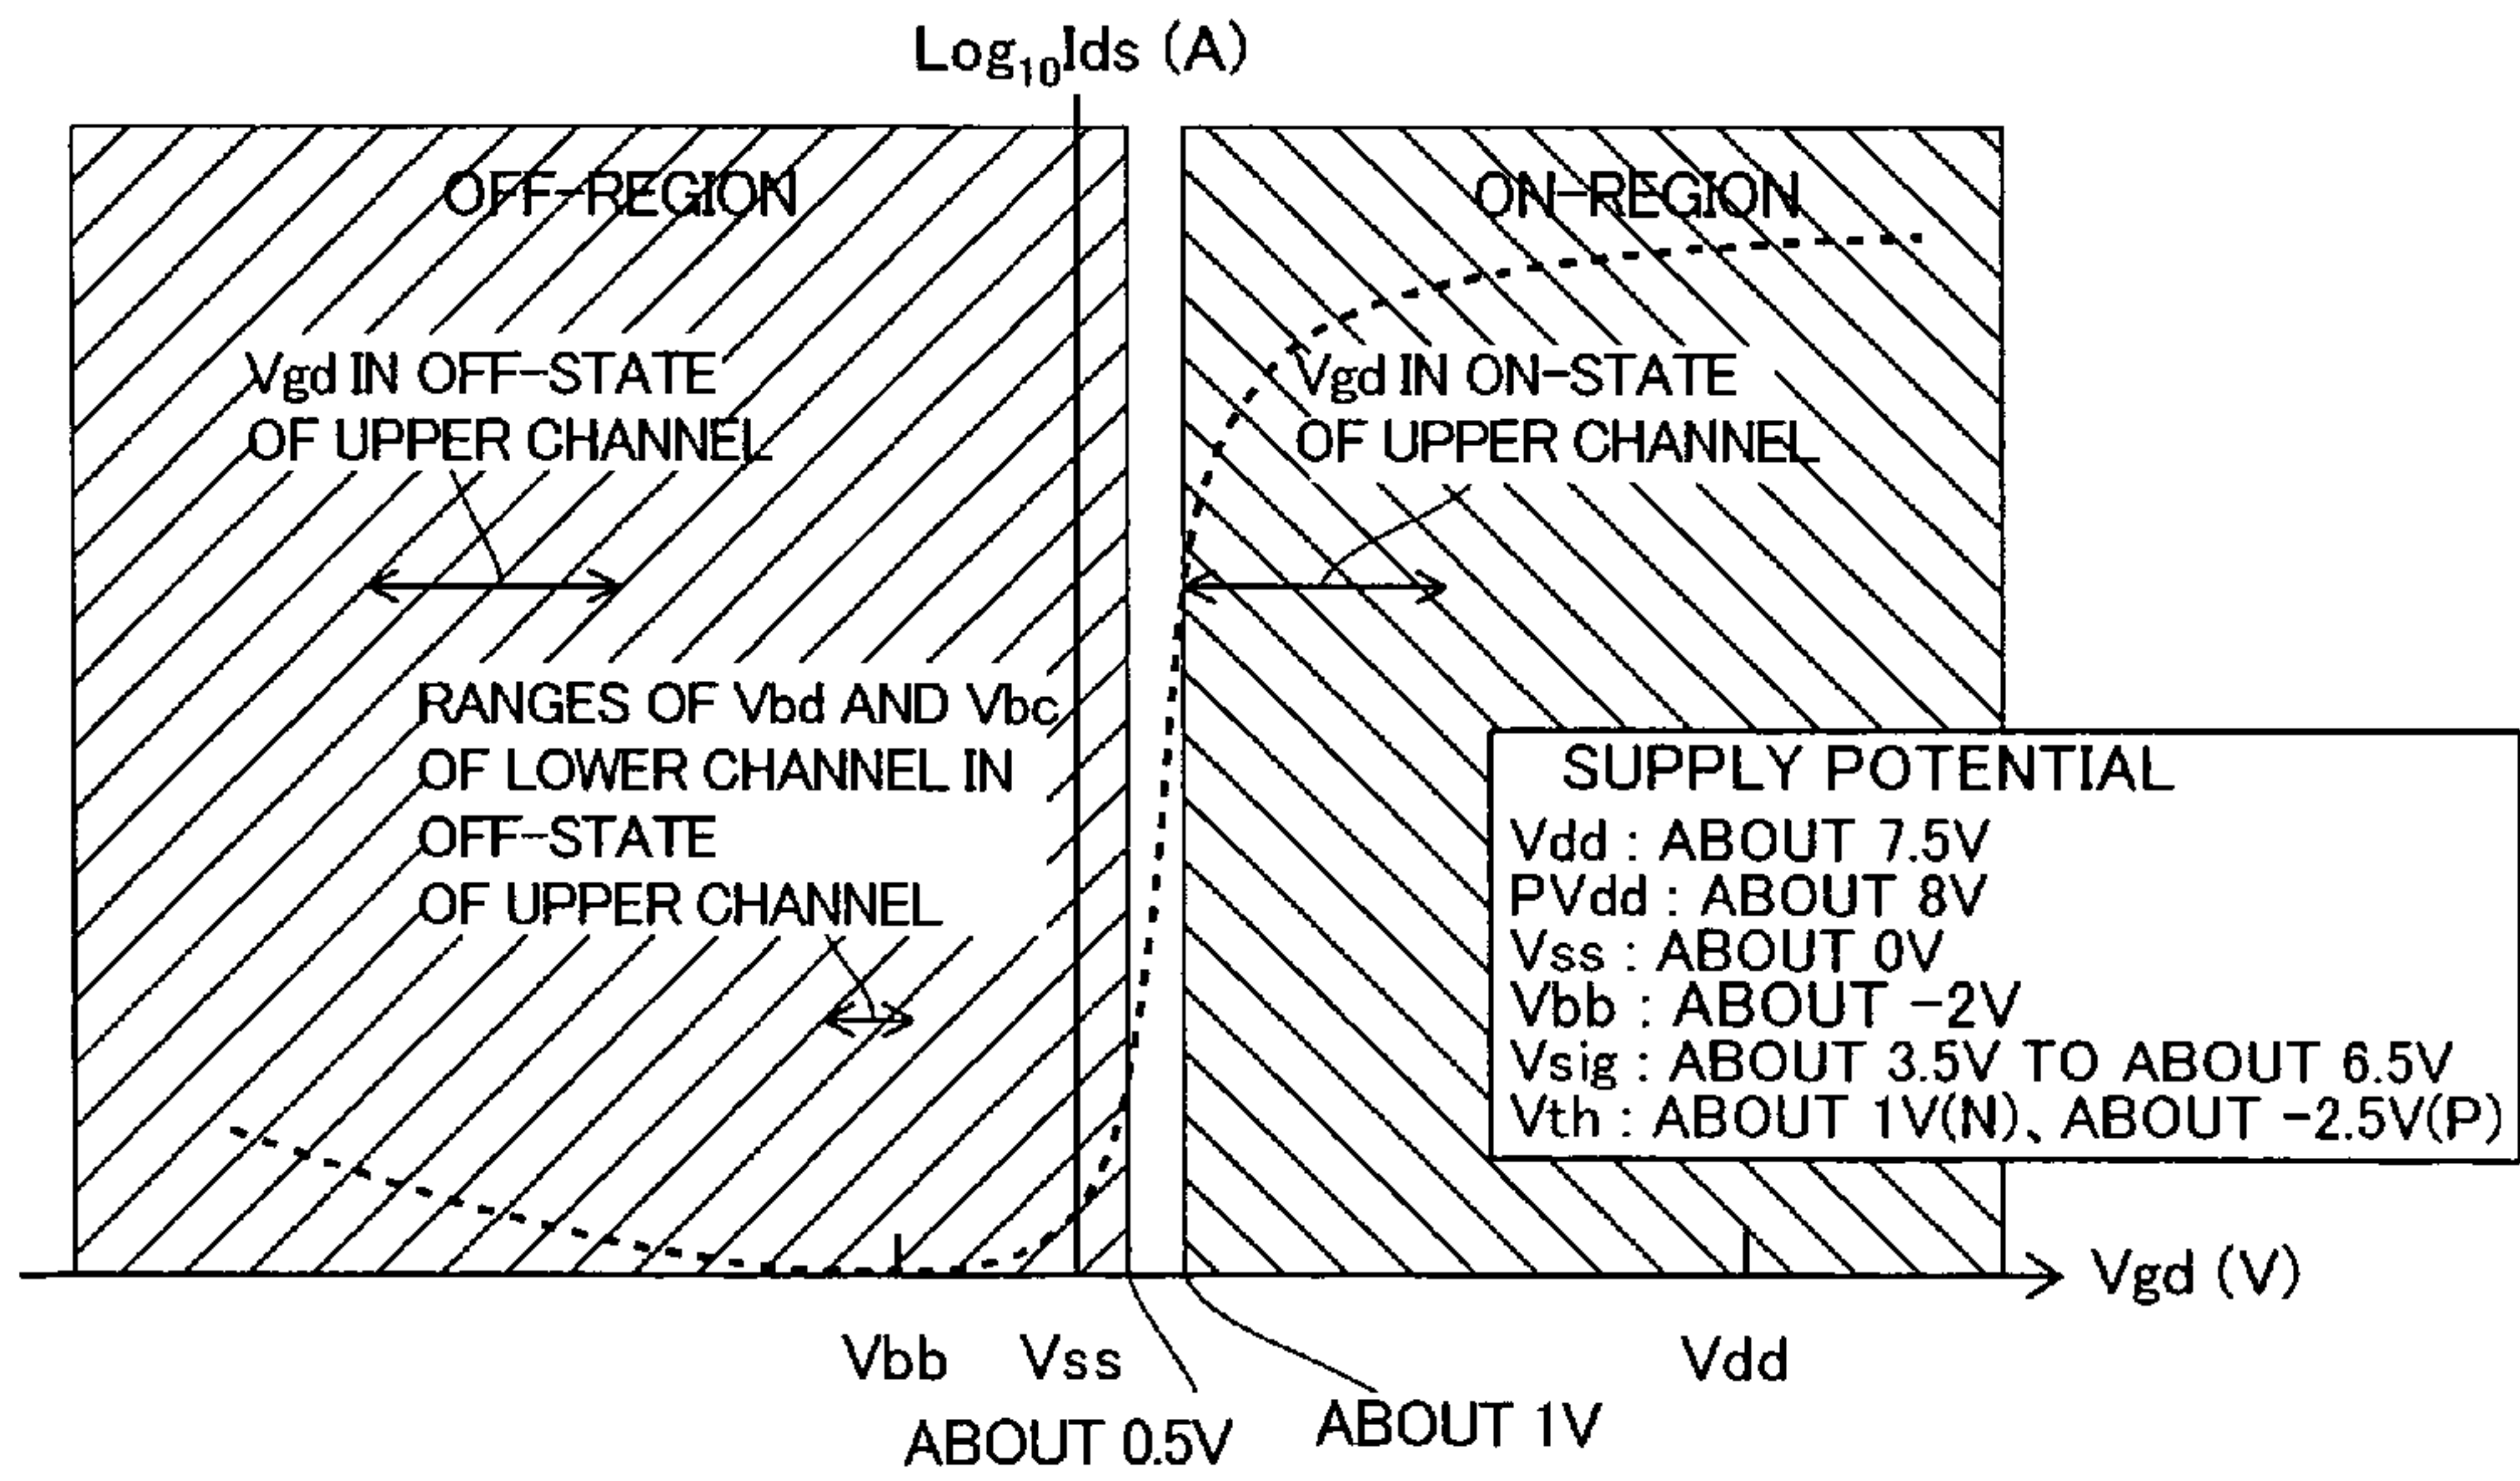 Log₁₀Ids (A)
OFF-REGION
ON-REGION
Vgd IN OFF-STATE
OF UPPER CHANNEL
Vgd IN ON-STATE
OF UPPER CHANNEL
RANGES OF Vbd AND Vbc
OF LOWER CHANNEL IN
OFF-STATE
OF UPPER CHANNEL
SUPPLY POTENTIAL
Vdd : ABOUT 7.5V
PVdd : ABOUT 8V
Vss : ABOUT 0V
Vbb : ABOUT -2V
Vsig : ABOUT 3.5V TO ABOUT 6.5V
Vth : ABOUT 1V(N)、ABOUT -2.5V(P)
Vgd (V)
Vbb
Vss
Vdd
ABOUT 0.5V
ABOUT 1V